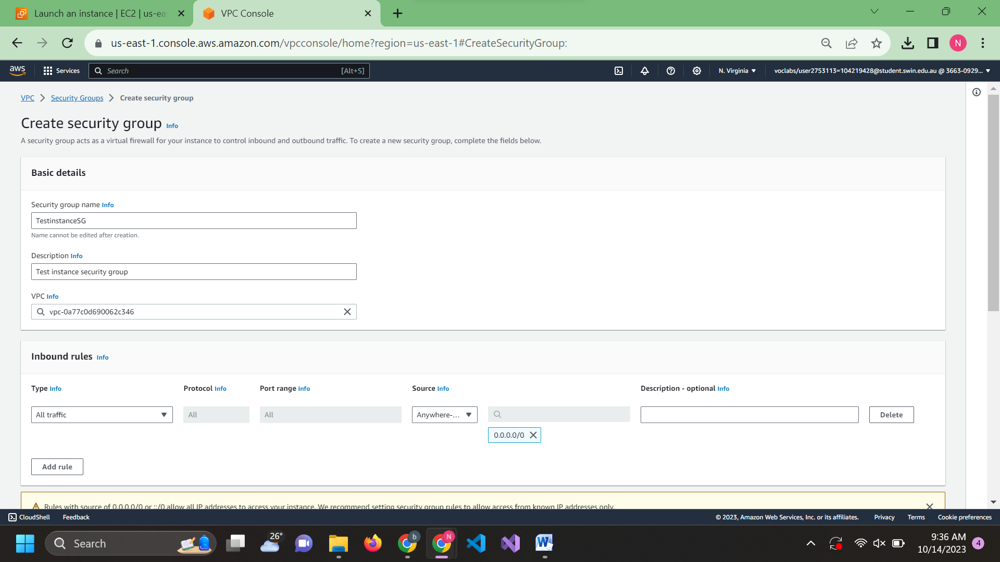 Launch an instance | EC2 | us-eas
VPC Console
us-east-1.console.aws.amazon.com/vpcconsole/home?region=us-east-1#CreateSecurityGroup:
N
aws
Services
Search
[Alt+S]
N. Virginia
voclabs/user2753113=104219428@student.swin.edu.au @ 3663-0929...
VPC
Security Groups
Create security group
Create security group Info
A security group acts as a virtual firewall for your instance to control inbound and outbound traffic. To create a new security group, complete the fields below.
Basic details
Security group name Info
TestinstanceSG
Name cannot be edited after creation.
Description Info
Test instance security group
VPC Info
vpc-0a77c0d690062c346
Inbound rules Info
Type Info
Protocol Info
Port range Info
Source Info
Description - optional Info
All traffic
All
All
Anywhere-...
Delete
0.0.0.0/0
Add rule
Rules with source of 0.0.0.0/0 or ::/0 allow all IP addresses to access your instance. We recommend setting security group rules to allow access from known IP addresses only.
CloudShell
Feedback
© 2023, Amazon Web Services, Inc. or its affiliates.
Privacy
Terms
Cookie preferences
Search
26°
b
N
W
9:36 AM
10/14/2023
4